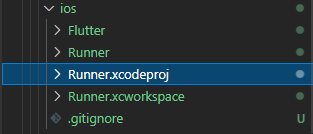 ios
Flutter
Runner
Runner.xcodeproj
Runner.xcworkspace
.gitignore U